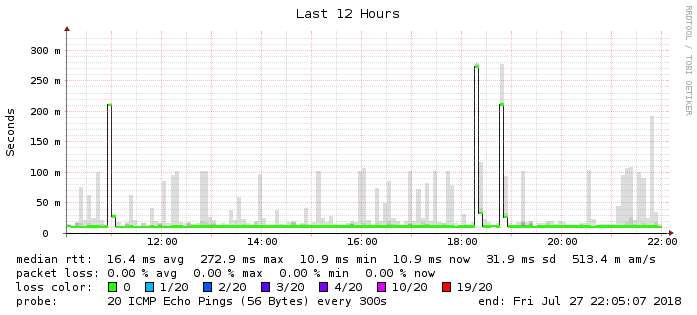 Last 12 Hours
RRDTOOL / TOBI OETIKER
Seconds
300 m
250 m
200 m
150 m
100 m
50 m
0
12:00 14:00 16:00 18:00 20:00 22:00
median rtt: 16.4 ms avg 272.9 ms max 10.9 ms min 10.9 ms now 31.9 ms sd 513.4 m am/s
packet loss: 0.00 % avg 0.00 % max 0.00 % min 0.00 % now
loss color: 0 1/20 2/20 3/20 4/20 10/20 19/20
probe: 20 ICMP Echo Pings (56 Bytes) every 300s end: Fri Jul 27 22:05:07 2018